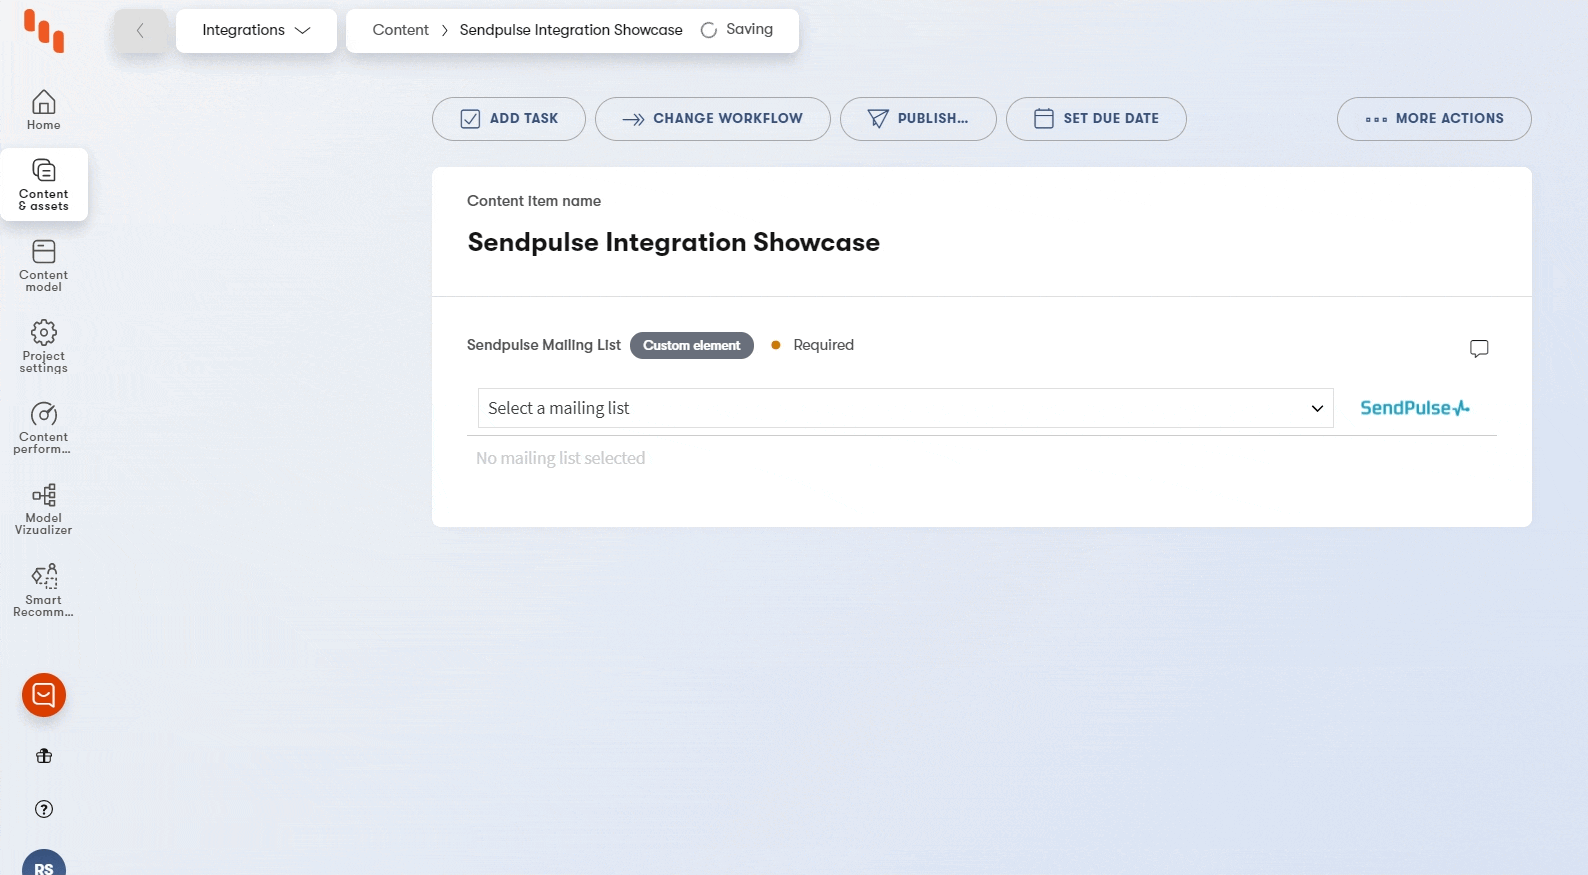 Integrations
Content > Sendpulse Integration Showcase Saving
Home
Content
& assets
Content
model
Project
settings
Content
perform...
Model
Vizualizer
Smart
Recomm...
RS
ADD TASK
CHANGE WORKFLOW
PUBLISH...
SET DUE DATE
MORE ACTIONS
Content item name
Sendpulse Integration Showcase
Sendpulse Mailing List Custom element Required
Select a mailing list
SendPulse
No mailing list selected